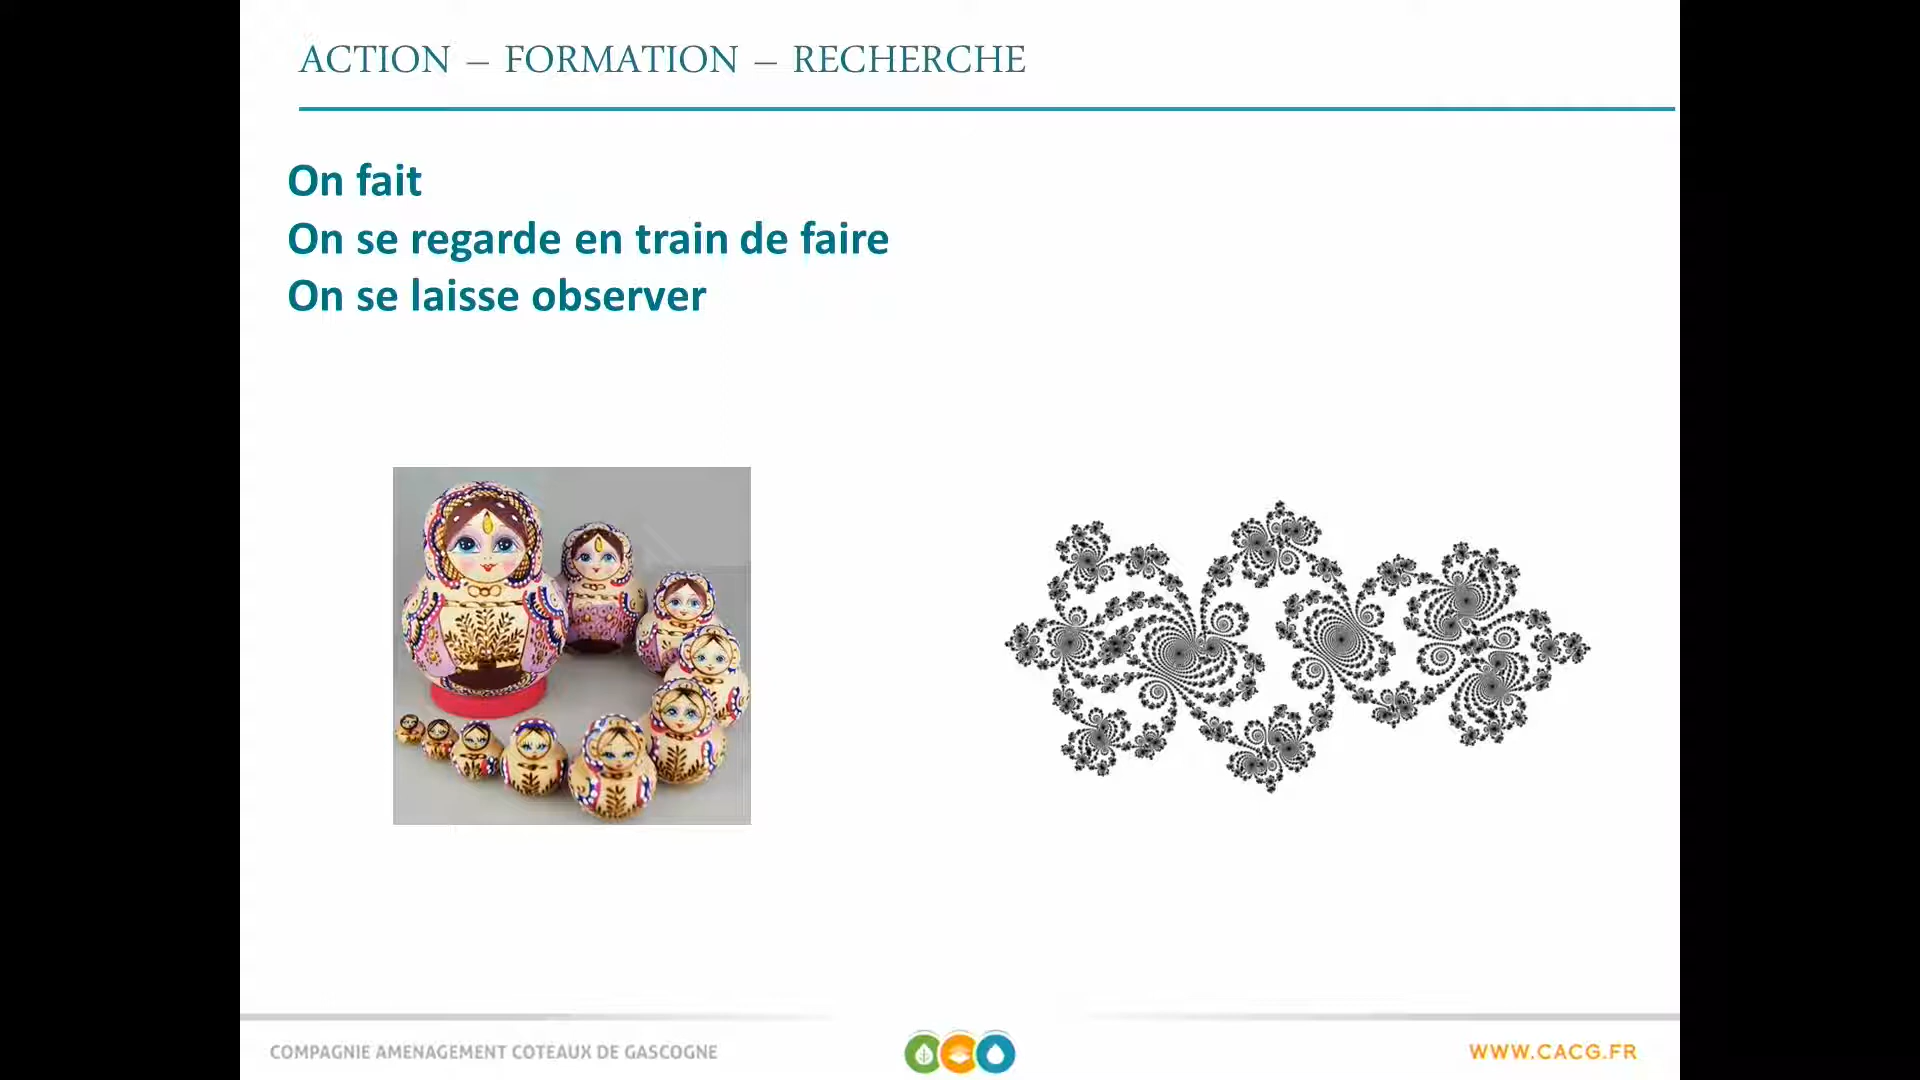 ACTION – FORMATION – RECHERCHE
On fait
On se regarde en train de faire
On se laisse observer
COMPAGNIE AMENAGEMENT COTEAUX DE GASCOGNE
WWW.CACG.FR